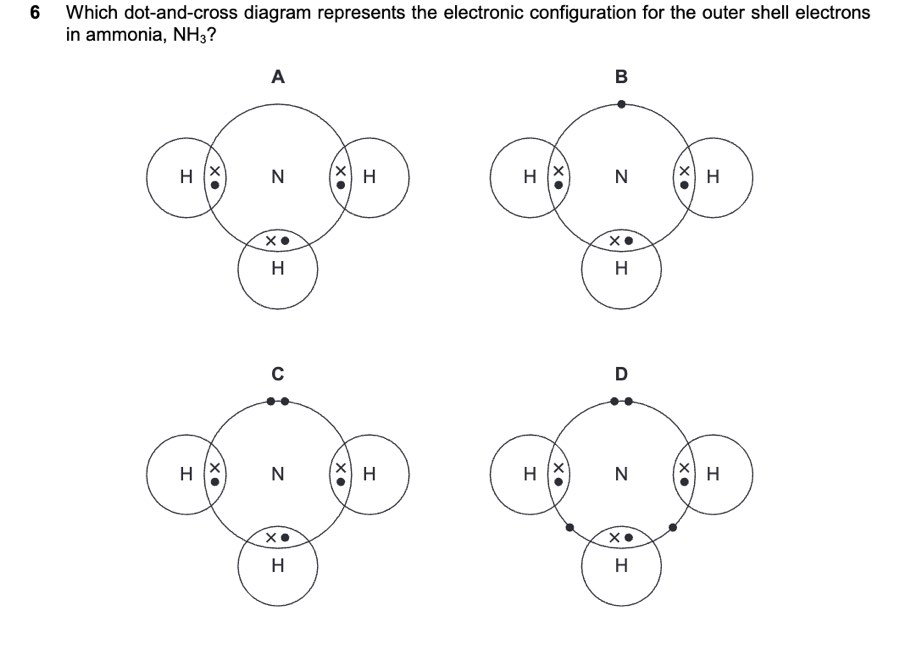 6 Which dot-and-cross diagram represents the electronic configuration for the outer shell electrons
in ammonia, NH₃?
A B
H N H H N H
H H
C D
H N H H N H
H H